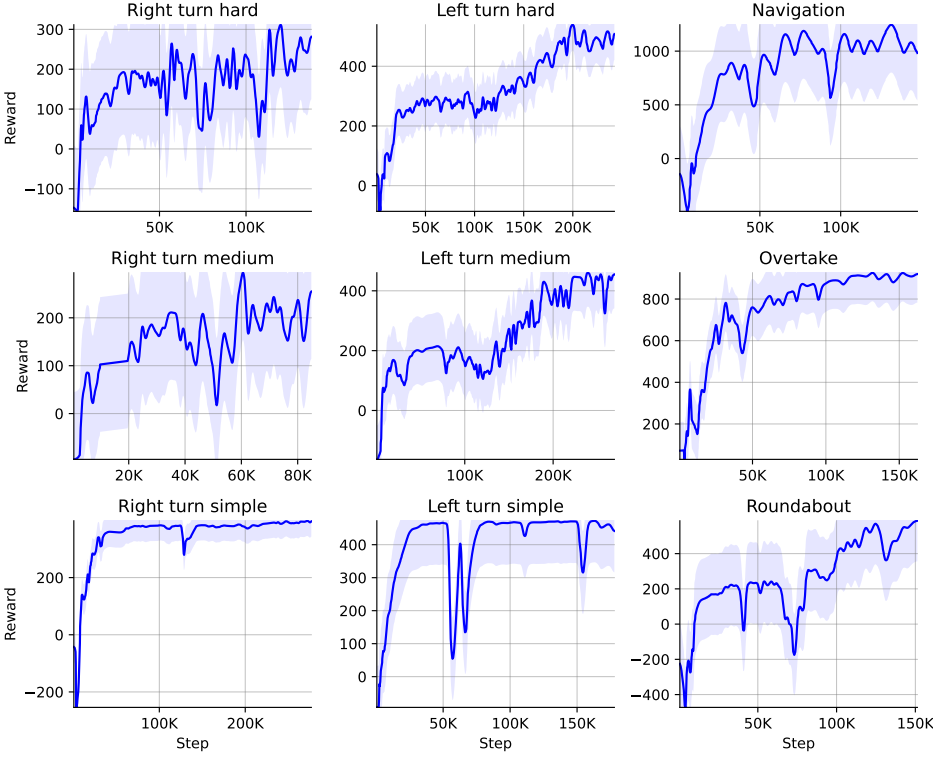 Right turn hard
Left turn hard
Navigation
300
200
100
0
−100
Reward
50K
100K
400
200
0
50K
100K
150K
200K
1000
500
0
50K
100K
Right turn medium
Left turn medium
Overtake
200
100
0
Reward
20K
40K
60K
80K
400
200
0
100K
200K
800
600
400
200
50K
100K
150K
Right turn simple
Left turn simple
Roundabout
200
0
−200
Reward
100K
200K
Step
400
300
200
100
0
50K
100K
150K
Step
400
200
0
−200
−400
50K
100K
150K
Step